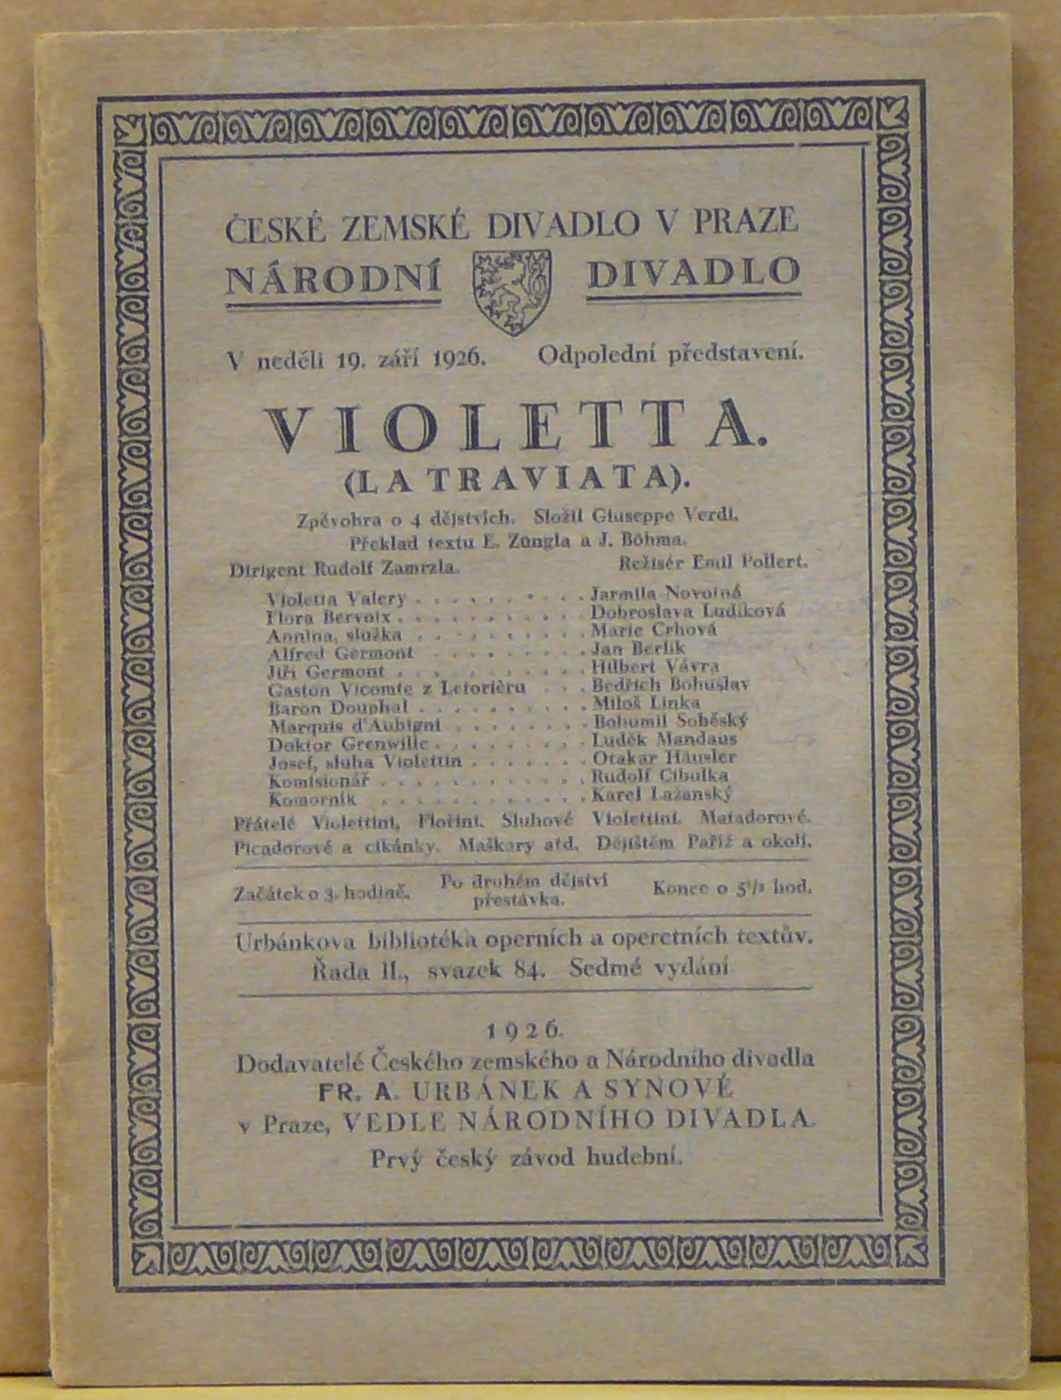 ČESKÉ ZEMSKÉ DIVADLO V PRAZE
NÁRODNÍ DIVADLO
V neděli 19. září 1926. Odpolední představení.
VIOLETTA.
(LA TRAVIATA).
Zpěvohra o 4 dějstvích. Složil Giuseppe Verdi.
Překlad textu E. Züngla a J. Böhma.
Dirigent Rudolf Zamrzla. Režisér Emil Pollert.
Violetta Valery . . . . . . . . . . Jarmila Novotná
Flora Bervoix . . . . . . . . . . Dobroslava Ludiková
Annina, služka . . . . . . . . . . Marie Crhová
Alfred Germont . . . . . . . . . Jan Berlík
Jiří Germont . . . . . . . . . . Hilbert Vávra
Gaston Vicomte z Letorièru . . . Bedřich Bohuslav
Baron Douphal . . . . . . . . . . Miloš Linka
Marquis d'Aubigni . . . . . . . . Bohumil Soběský
Doktor Grenwille . . . . . . . . . Luděk Mandaus
Josef, sluha Violettin . . . . . . . Otakar Häusler
Komisionář . . . . . . . . . . . Rudolf Cibulka
Komorník . . . . . . . . . . . . Karel Lažanský
Přátelé Violettini, Florini. Sluhové Violettini. Matadorové.
Picadorové a cikánky. Maškary atd. Dějištěm Paříž a okolí.
Začátek o 3. hodině. Po druhém dějství přestávka. Konec o 5½ hod.
Urbánkova bibliotéka operních a operetních textův.
Řada II., svazek 84. Sedmé vydání
1926.
Dodavatelé Českého zemského a Národního divadla
FR. A. URBÁNEK A SYNOVÉ
v Praze, VEDLE NÁRODNÍHO DIVADLA.
Prvý český závod hudební.